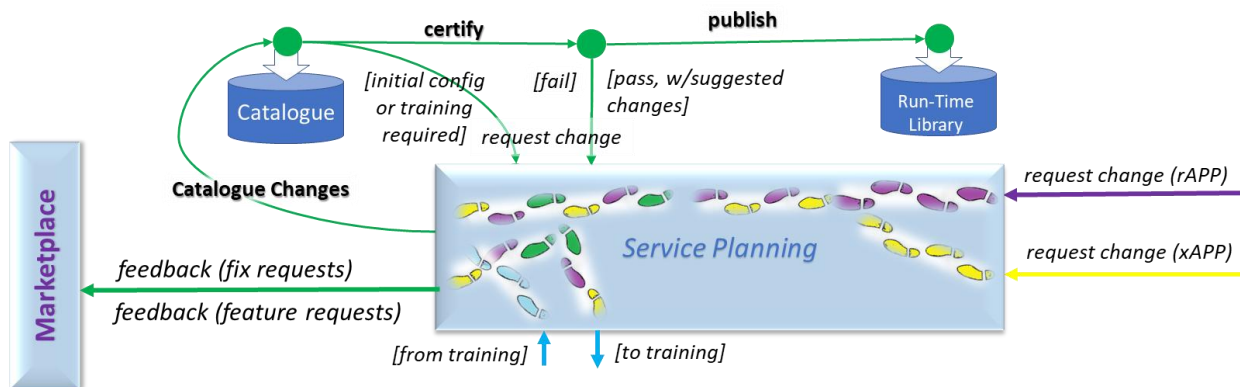 certify
publish
[initial config
or training
required]
[fail]
[pass, w/suggested
changes]
request change
Catalogue
Run-Time
Library
Catalogue Changes
Marketplace
Service Planning
request change (rAPP)
request change (xAPP)
feedback (fix requests)
feedback (feature requests)
[from training]
[to training]